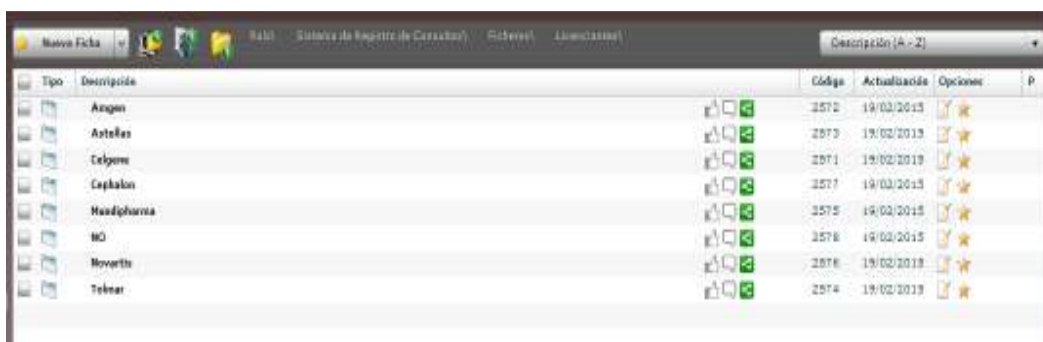 Nueva Ficha Raíz\ Sistema de Registro de Consultas\ Ficheros\ Licenciantes\ Descripción (A - Z)
Tipo Descripción Código Actualización Opciones P
Amgen 2572 19/02/2015
Astellas 2573 19/02/2015
Celgene 2571 19/02/2015
Cephalon 2577 19/02/2015
Mundipharma 2575 19/02/2015
NO 2578 19/02/2015
Novartis 2576 19/02/2015
Tolmar 2574 19/02/2015